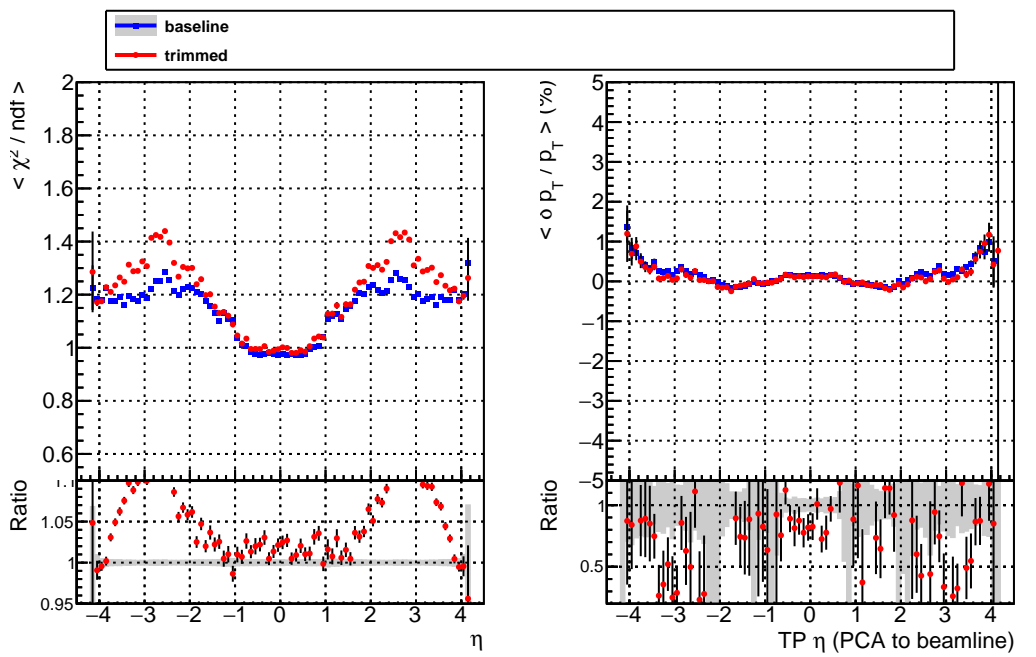 baseline
trimmed
< χ² / ndf >
2
1.8
1.6
1.4
1.2
1
0.8
0.6
Ratio
1.1
1.05
1
0.95
−4 −3 −2 −1 0 1 2 3 4
η
< σ p_T / p_T > (%)
5
4
3
2
1
0
−1
−2
−3
−4
−5
Ratio
1
0.5
−4 −3 −2 −1 0 1 2 3 4
TP η (PCA to beamline)